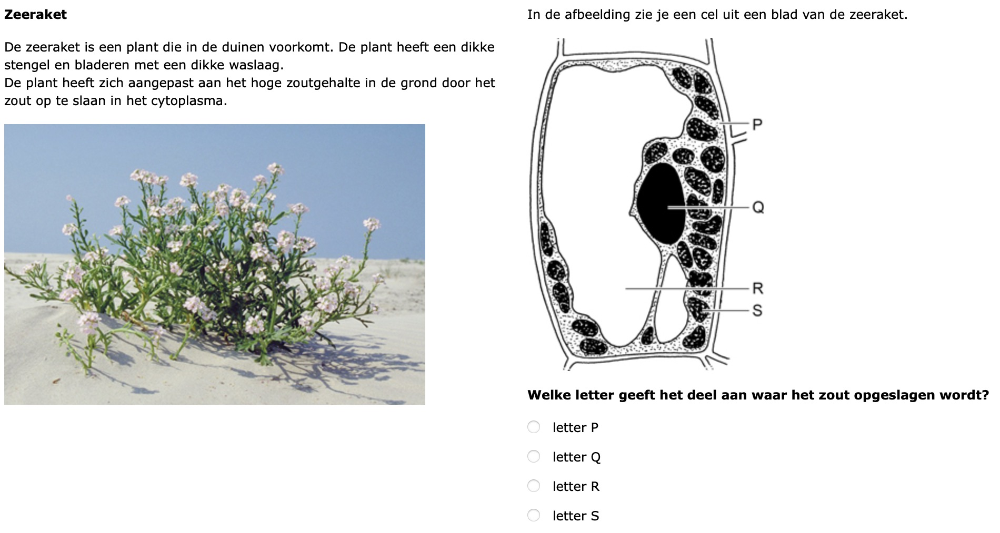 Zeeraket
De zeeraket is een plant die in de duinen voorkomt. De plant heeft een dikke
stengel en bladeren met een dikke waslaag.
De plant heeft zich aangepast aan het hoge zoutgehalte in de grond door het
zout op te slaan in het cytoplasma.
In de afbeelding zie je een cel uit een blad van de zeeraket.
P
Q
R
S
Welke letter geeft het deel aan waar het zout opgeslagen wordt?
letter P
letter Q
letter R
letter S